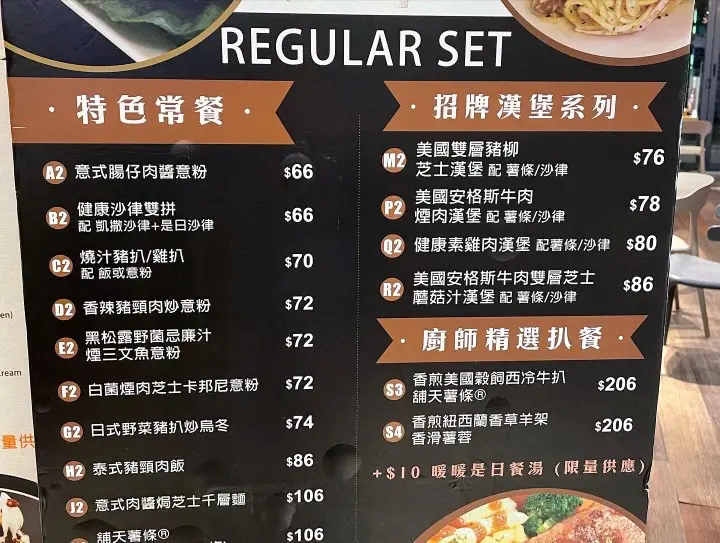 REGULAR SET
· 特色常餐 ·
A2 意式腸仔肉醬意粉 $66
B2 健康沙律雙拼 $66
配 凱撒沙律+是日沙律
C2 燒汁豬扒/雞扒 $70
配 飯或意粉
D2 香辣豬頸肉炒意粉 $72
E2 黑松露野菌忌廉汁
煙三文魚意粉 $72
F2 白菌煙肉芝士卡邦尼意粉 $72
G2 日式野菜豬扒炒烏冬 $74
H2 泰式豬頸肉飯 $86
J2 意式肉醬焗芝士千層麵 $106
舖天薯條® $106
· 招牌漢堡系列 ·
M2 美國雙層豬柳
芝士漢堡 配 薯條/沙律 $76
P2 美國安格斯牛肉
煙肉漢堡 配 薯條/沙律 $78
Q2 健康素雞肉漢堡 配薯條/沙律 $80
R2 美國安格斯牛肉雙層芝士
蘑菇汁漢堡 配 薯條/沙律 $86
· 廚師精選扒餐 ·
S3 香煎美國穀飼西冷牛扒 $206
舖天薯條®
S4 香煎紐西蘭香草羊架 $206
香滑薯蓉
+$10 暖暖是日餐湯 (限量供應)
en)
ream
量供